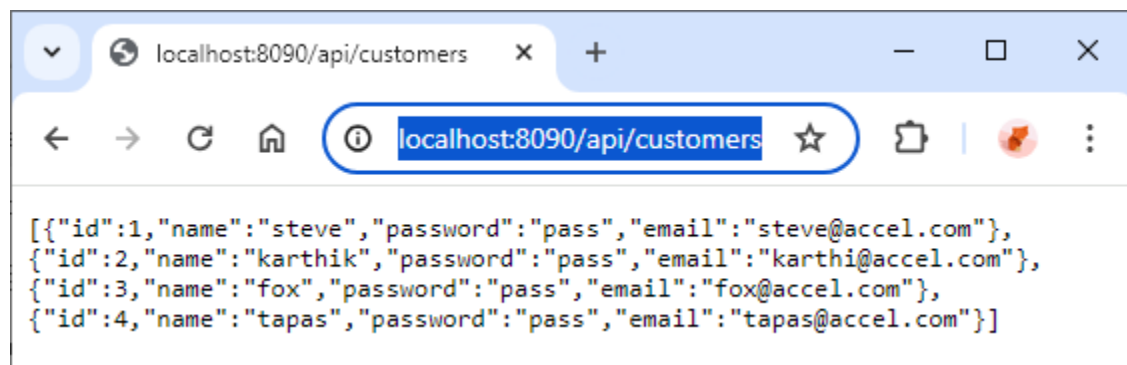 localhost:8090/api/customers
localhost:8090/api/customers
[{"id":1,"name":"steve","password":"pass","email":"steve@accel.com"},
{"id":2,"name":"karthik","password":"pass","email":"karthi@accel.com"},
{"id":3,"name":"fox","password":"pass","email":"fox@accel.com"},
{"id":4,"name":"tapas","password":"pass","email":"tapas@accel.com"}]